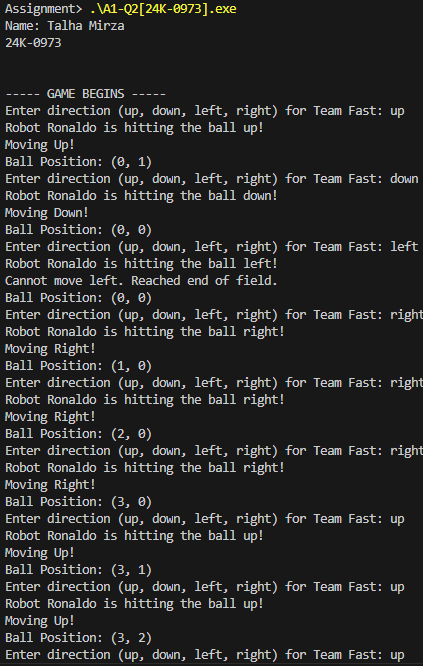 Assignment> .\A1-Q2[24K-0973].exe
Name: Talha Mirza
24K-0973
----- GAME BEGINS -----
Enter direction (up, down, left, right) for Team Fast: up
Robot Ronaldo is hitting the ball up!
Moving Up!
Ball Position: (0, 1)
Enter direction (up, down, left, right) for Team Fast: down
Robot Ronaldo is hitting the ball down!
Moving Down!
Ball Position: (0, 0)
Enter direction (up, down, left, right) for Team Fast: left
Robot Ronaldo is hitting the ball left!
Cannot move left. Reached end of field.
Ball Position: (0, 0)
Enter direction (up, down, left, right) for Team Fast: right
Robot Ronaldo is hitting the ball right!
Moving Right!
Ball Position: (1, 0)
Enter direction (up, down, left, right) for Team Fast: right
Robot Ronaldo is hitting the ball right!
Moving Right!
Ball Position: (2, 0)
Enter direction (up, down, left, right) for Team Fast: right
Robot Ronaldo is hitting the ball right!
Moving Right!
Ball Position: (3, 0)
Enter direction (up, down, left, right) for Team Fast: up
Robot Ronaldo is hitting the ball up!
Moving Up!
Ball Position: (3, 1)
Enter direction (up, down, left, right) for Team Fast: up
Robot Ronaldo is hitting the ball up!
Moving Up!
Ball Position: (3, 2)
Enter direction (up, down, left, right) for Team Fast: up